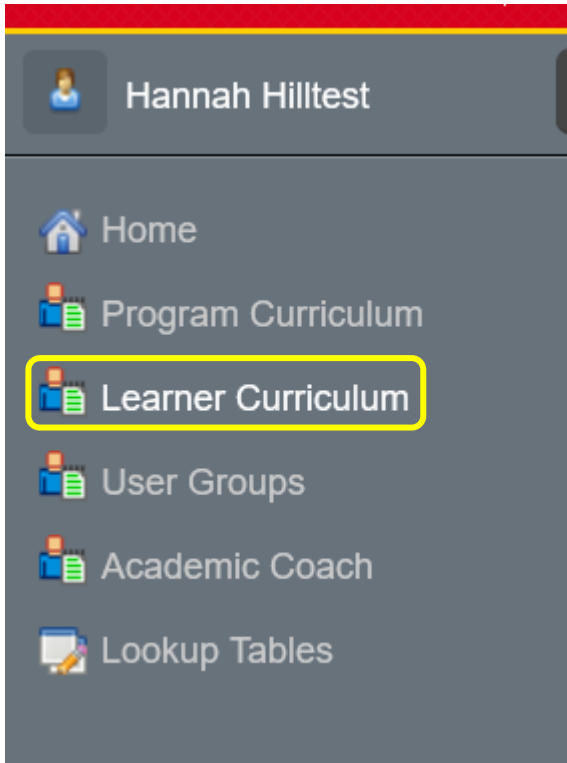 Hannah Hilltest
Home
Program Curriculum
Learner Curriculum
User Groups
Academic Coach
Lookup Tables